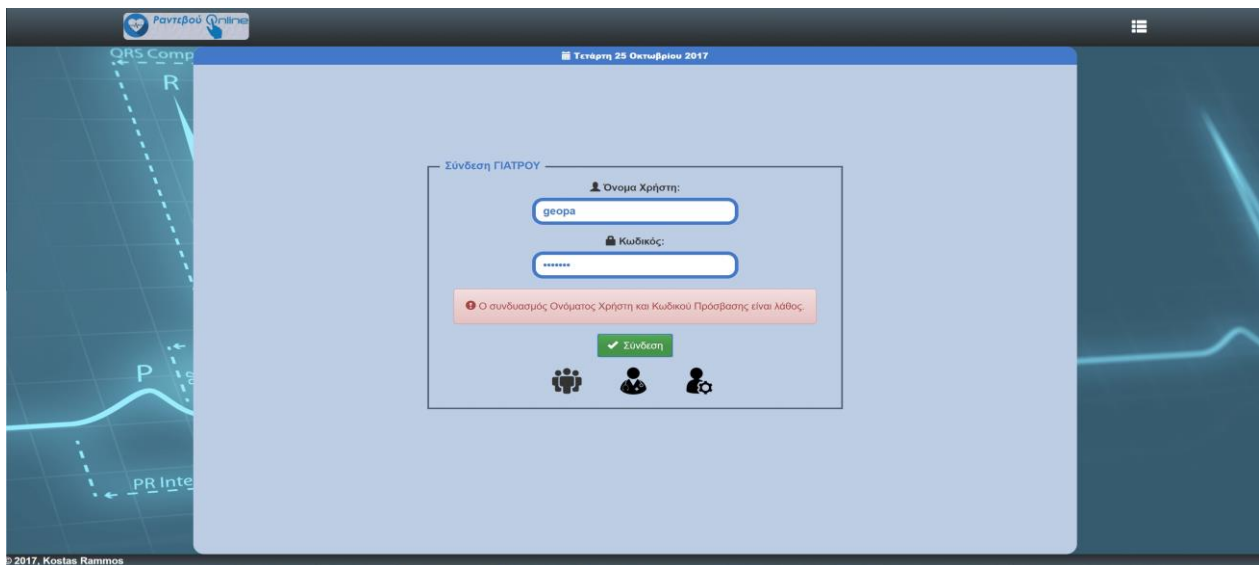 Ραντεβού Online
QRS Comp
Τετάρτη 25 Οκτωβρίου 2017
R
Σύνδεση ΓΙΑΤΡΟΥ
Όνομα Χρήστη:
geopa
Κωδικός:
•••••••
Ο συνδυασμός Ονόματος Χρήστη και Κωδικού Πρόσβασης είναι λάθος.
Σύνδεση
P
PR Inte
© 2017, Kostas Rammos